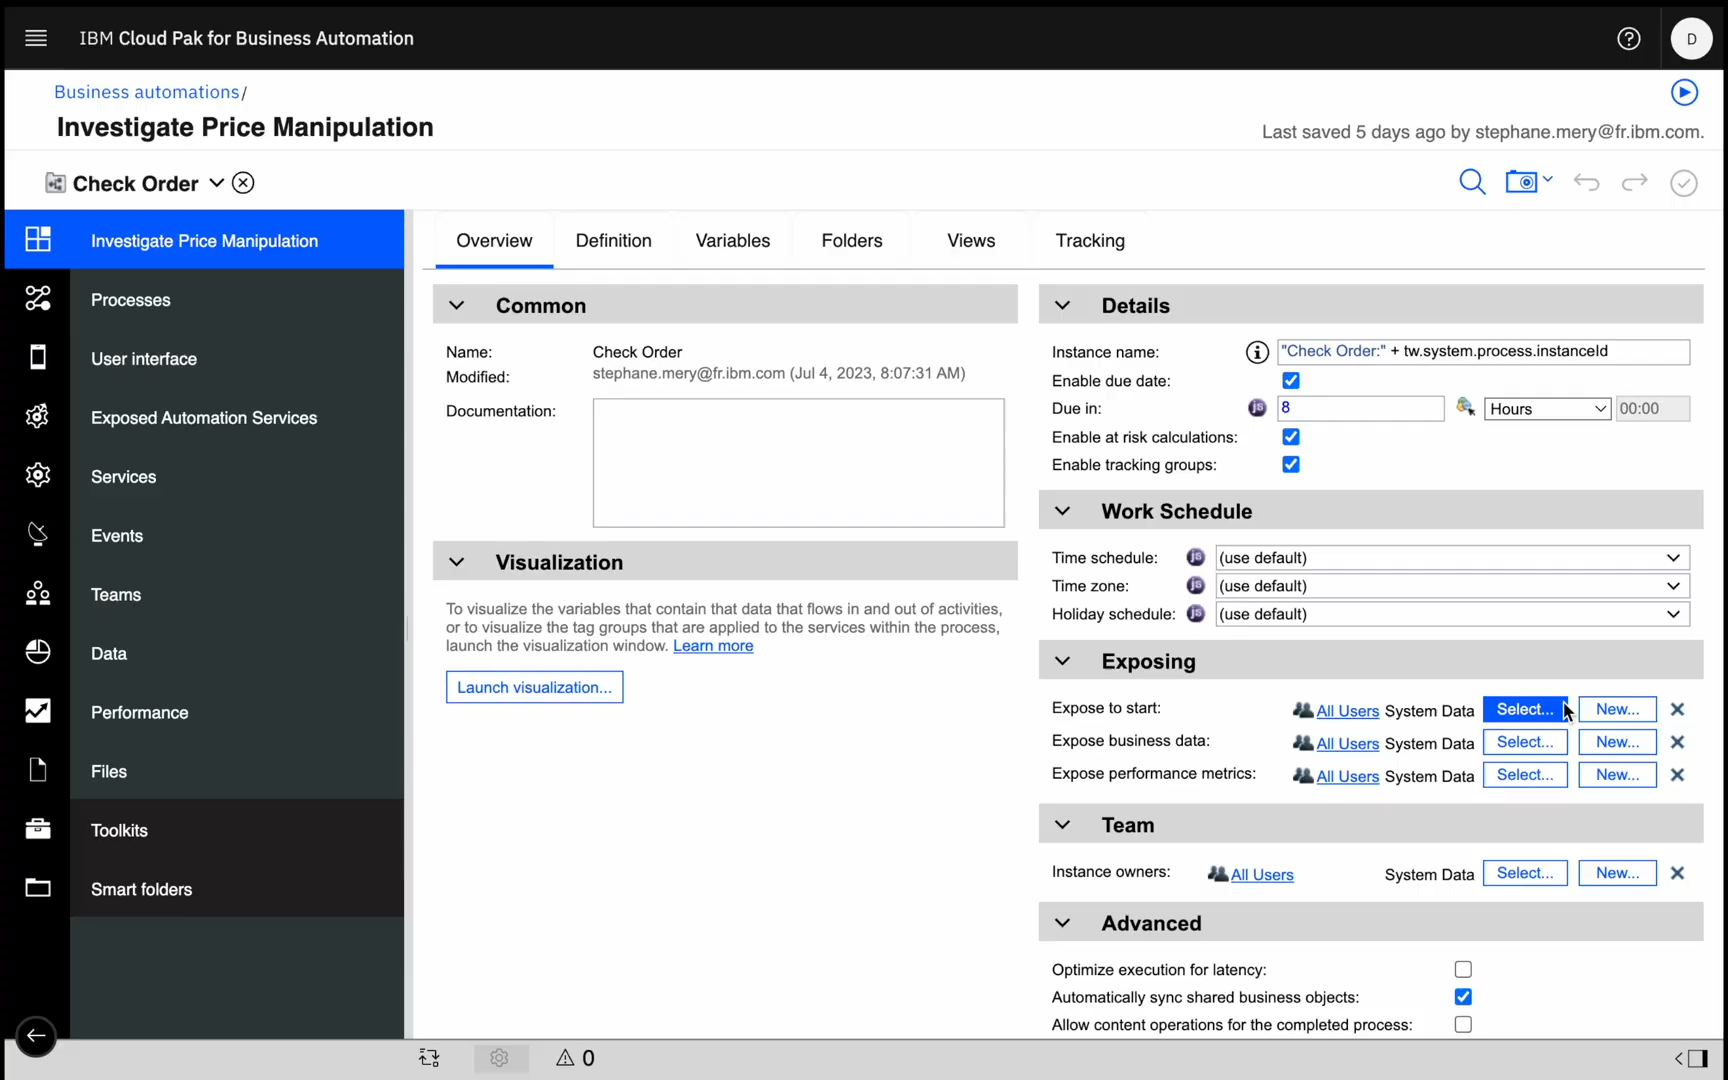 IBM Cloud Pak for Business Automation
D
Business automations/
Investigate Price Manipulation
Last saved 5 days ago by stephane.mery@fr.ibm.com.
Check Order
Investigate Price Manipulation
Processes
User interface
Exposed Automation Services
Services
Events
Teams
Data
Performance
Files
Toolkits
Smart folders
Overview
Definition
Variables
Folders
Views
Tracking
Common
Name: Check Order
Modified: stephane.mery@fr.ibm.com (Jul 4, 2023, 8:07:31 AM)
Documentation:
Visualization
To visualize the variables that contain that data that flows in and out of activities,
or to visualize the tag groups that are applied to the services within the process,
launch the visualization window. Learn more
Launch visualization...
Details
Instance name: "Check Order:" + tw.system.process.instanceId
Enable due date:
Due in: js 8 Hours 00:00
Enable at risk calculations:
Enable tracking groups:
Work Schedule
Time schedule: js (use default)
Time zone: js (use default)
Holiday schedule: js (use default)
Exposing
Expose to start: All Users System Data Select... New...
Expose business data: All Users System Data Select... New...
Expose performance metrics: All Users System Data Select... New...
Team
Instance owners: All Users System Data Select... New...
Advanced
Optimize execution for latency:
Automatically sync shared business objects:
Allow content operations for the completed process:
0